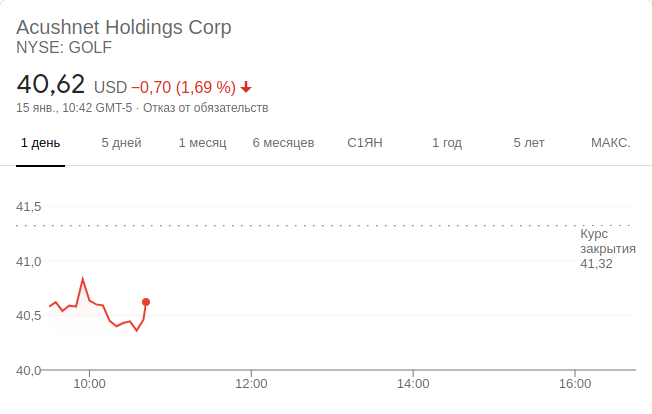 Acushnet Holdings Corp
NYSE: GOLF
40,62 USD −0,70 (1,69 %)
15 янв., 10:42 GMT-5 · Отказ от обязательств
1 день 5 дней 1 месяц 6 месяцев С1ЯН 1 год 5 лет МАКС.
41,5
Курс
закрытия
41,32
41,0
40,5
40,0
10:00 12:00 14:00 16:00